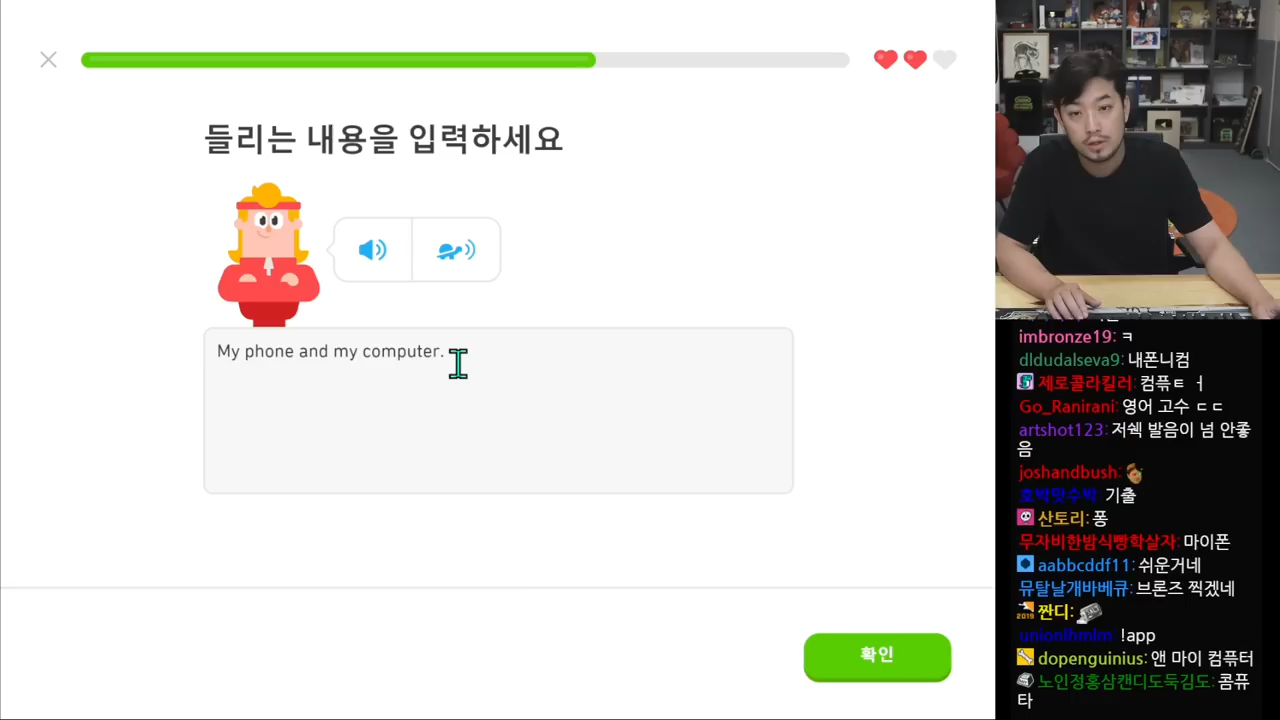 들리는 내용을 입력하세요
My phone and my computer.
확인
imbronze19: ㅋ
dldudalseva9: 내폰니컴
제로콜라킬러: 컴퓨ㅌ ㅓ
Go_Ranirani: 영어 고수 ㄷㄷ
artshot123: 저쉑 발음이 넘 안좋
음
joshandbush:
호박맛수박: 기출
산토리: 퐁
무자비한밤식빵학살자: 마이폰
aabbcddf11: 쉬운거네
뮤탈날개바베큐: 브론즈 찍겠네
짠디:
unionlhmlm: !app
dopenguinius: 앤 마이 컴퓨터
노인정홍삼캔디도둑김도: 콤퓨
타